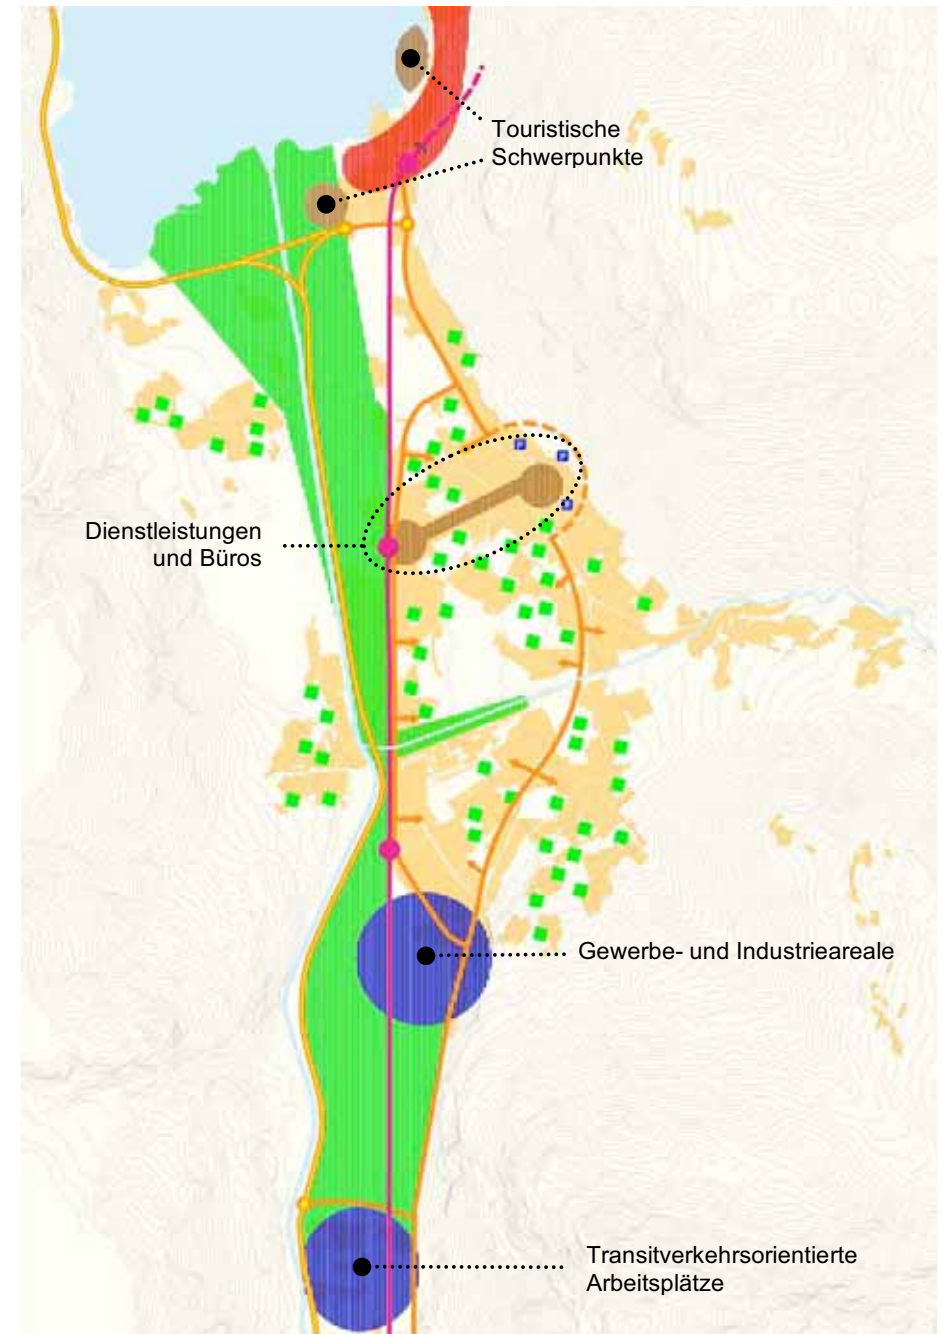 Touristische
Schwerpunkte
P
P
P
Dienstleistungen
und Büros
Gewerbe- und Industrieareale
Transitverkehrsorientierte
Arbeitsplätze